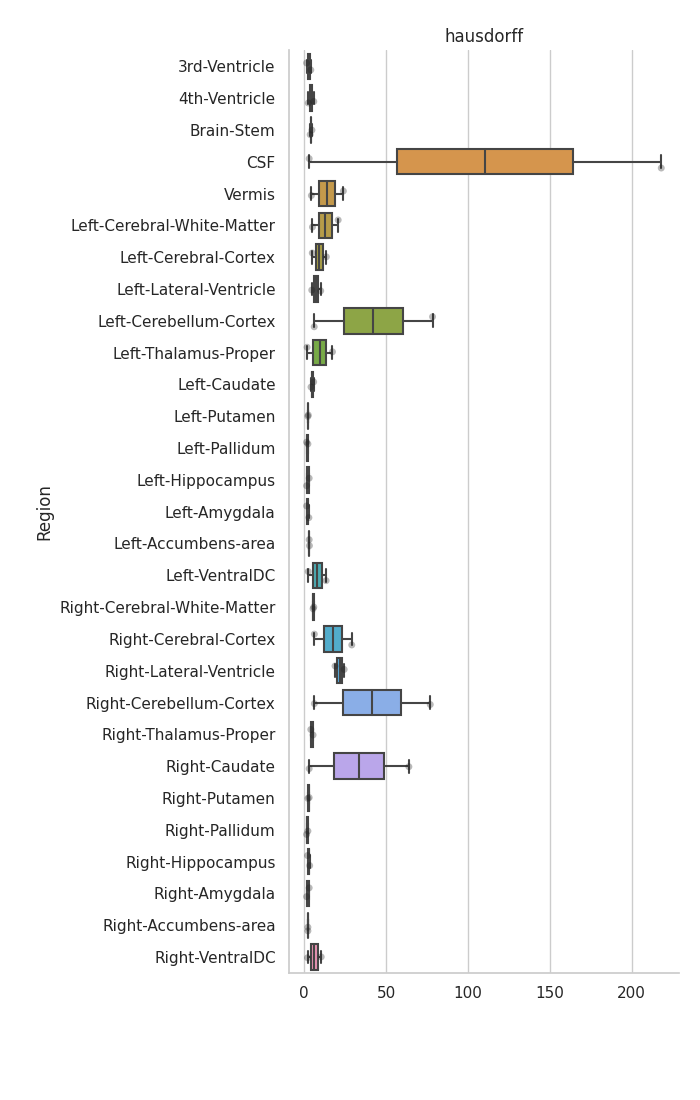 hausdorff
3rd-Ventricle
4th-Ventricle
Brain-Stem
CSF
Vermis
Left-Cerebral-White-Matter
Left-Cerebral-Cortex
Left-Lateral-Ventricle
Left-Cerebellum-Cortex
Left-Thalamus-Proper
Left-Caudate
Left-Putamen
Left-Pallidum
Left-Hippocampus
Region
Left-Amygdala
Left-Accumbens-area
Left-VentralDC
Right-Cerebral-White-Matter
Right-Cerebral-Cortex
Right-Lateral-Ventricle
Right-Cerebellum-Cortex
Right-Thalamus-Proper
Right-Caudate
Right-Putamen
Right-Pallidum
Right-Hippocampus
Right-Amygdala
Right-Accumbens-area
Right-VentralDC
0 50 100 150 200